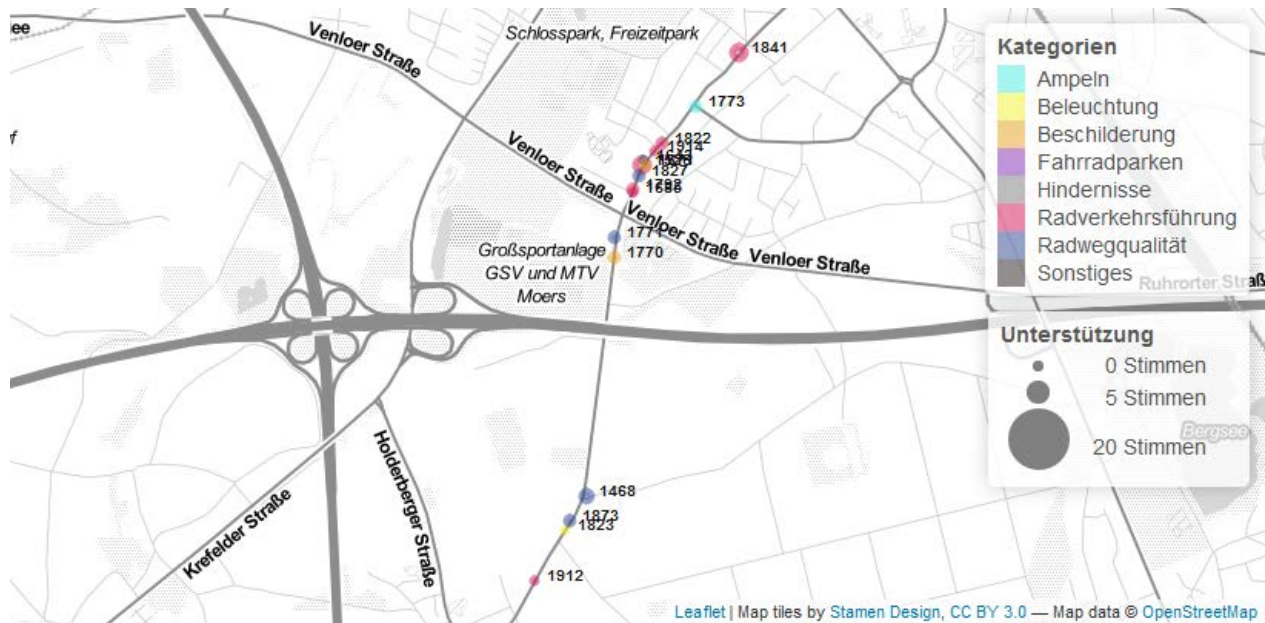 ee
Venloer Straße
Schlosspark, Freizeitpark
1841
1773
Venloer Straße
1822
1914
1827
Venloer Straße
Venloer Straße
1771
Großsportanlage
GSV und MTV
Moers
1770
Krefelder Straße
Holderberger Straße
1468
1873
1823
1912
Kategorien
Ampeln
Beleuchtung
Beschilderung
Fahrradparken
Hindernisse
Radverkehrsführung
Radwegqualität
Sonstiges
Ruhrorter Straß
Unterstützung
0 Stimmen
5 Stimmen
20 Stimmen
Bergsee
Leaflet | Map tiles by Stamen Design, CC BY 3.0 — Map data © OpenStreetMap